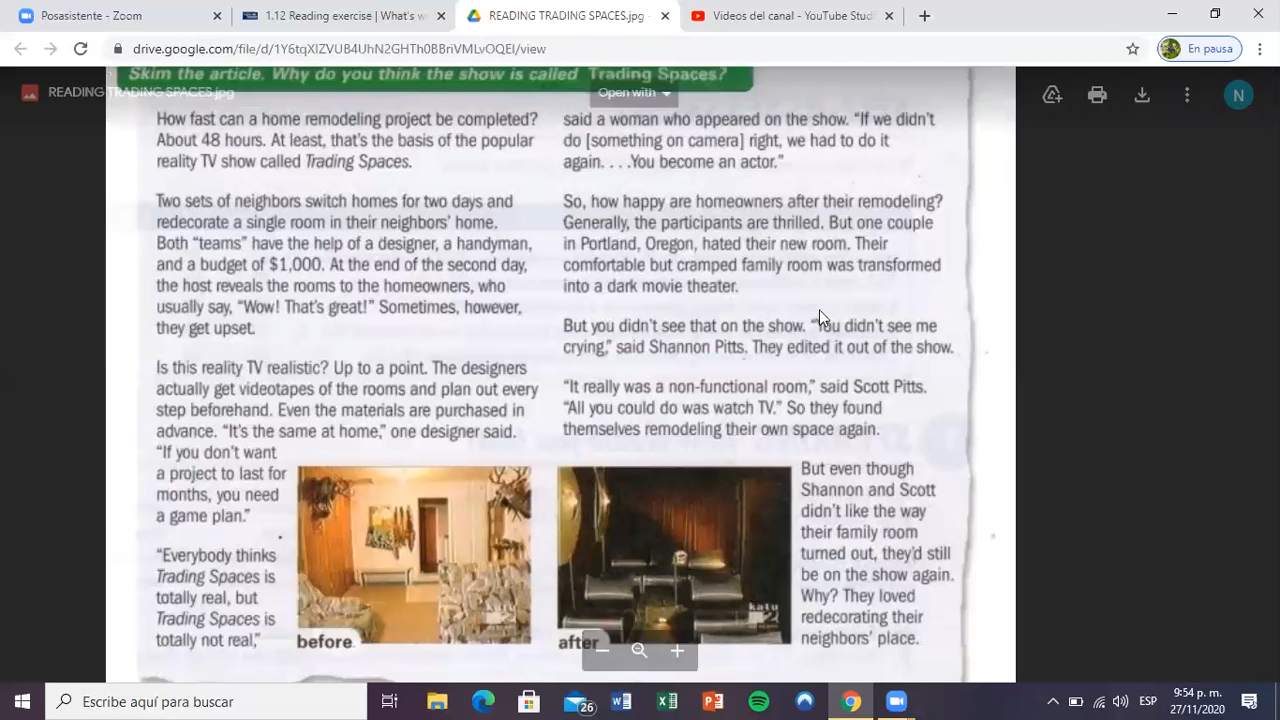 Posasistente - Zoom
1.12 Reading exercise | What's w
READING TRADING SPACES.jpg -
Videos del canal - YouTube Stud
drive.google.com/file/d/1Y6tqXIZVUB4UhN2GHTh0BBriVMLvOQEI/view
En pausa
Skim the article. Why do you think the show is called Trading Spaces?
READING TRADING SPACES.jpg
Open with
N
How fast can a home remodeling project be completed?
About 48 hours. At least, that's the basis of the popular
reality TV show called Trading Spaces.
Two sets of neighbors switch homes for two days and
redecorate a single room in their neighbors' home.
Both "teams" have the help of a designer, a handyman,
and a budget of $1,000. At the end of the second day,
the host reveals the rooms to the homeowners, who
usually say, "Wow! That's great!" Sometimes, however,
they get upset.
Is this reality TV realistic? Up to a point. The designers
actually get videotapes of the rooms and plan out every
step beforehand. Even the materials are purchased in
advance. "It's the same at home," one designer said.
"If you don't want
a project to last for
months, you need
a game plan."
"Everybody thinks
Trading Spaces is
totally real, but
Trading Spaces is
totally not real,"
before
said a woman who appeared on the show. "If we didn't
do [something on camera] right, we had to do it
again. . . .You become an actor."
So, how happy are homeowners after their remodeling?
Generally, the participants are thrilled. But one couple
in Portland, Oregon, hated their new room. Their
comfortable but cramped family room was transformed
into a dark movie theater.
But you didn't see that on the show. "You didn't see me
crying," said Shannon Pitts. They edited it out of the show.
"It really was a non-functional room," said Scott Pitts.
"All you could do was watch TV." So they found
themselves remodeling their own space again.
katu
2
after
But even though
Shannon and Scott
didn't like the way
their family room
turned out, they'd still
be on the show again.
Why? They loved
redecorating their
neighbors' place.
Escribe aquí para buscar
26
ESP
9:54 p. m.
27/11/2020